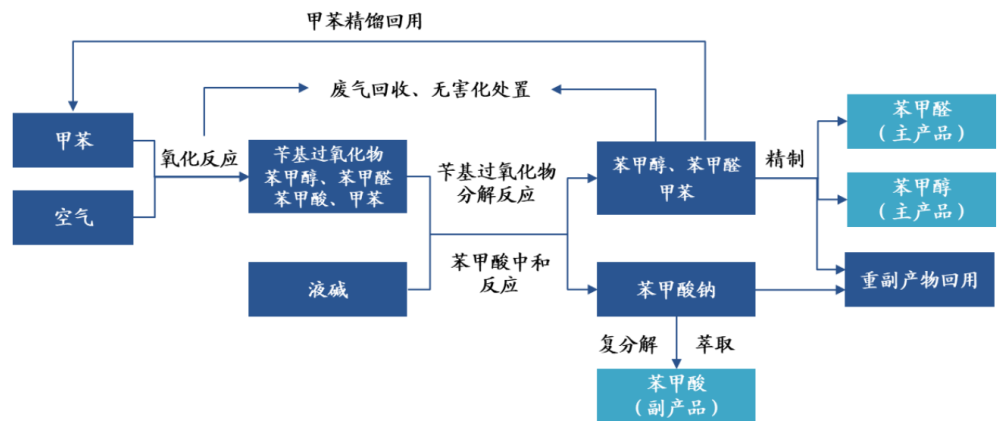 甲苯精馏回用
废气回收、无害化处置
甲苯
空气
氧化反应
苄基过氧化物
苯甲醇、苯甲醛
苯甲酸、甲苯
液碱
苄基过氧化物
分解反应
苯甲酸中和
反应
苯甲醇、苯甲醛
甲苯
苯甲酸钠
精制
苯甲醛
（主产品）
苯甲醇
（主产品）
重副产物回用
复分解
萃取
苯甲酸
（副产品）